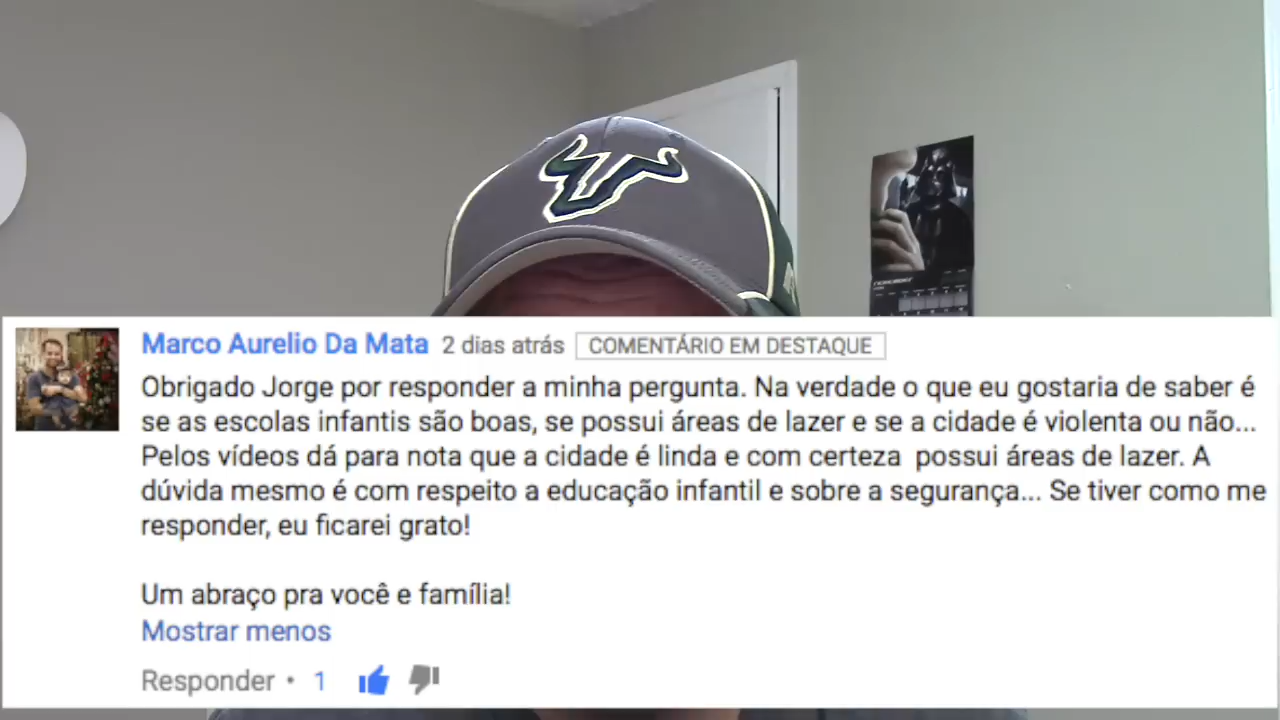 Marco Aurelio Da Mata 2 dias atrás COMENTÁRIO EM DESTAQUE
Obrigado Jorge por responder a minha pergunta. Na verdade o que eu gostaria de saber é
se as escolas infantis são boas, se possui áreas de lazer e se a cidade é violenta ou não...
Pelos vídeos dá para nota que a cidade é linda e com certeza possui áreas de lazer. A
dúvida mesmo é com respeito a educação infantil e sobre a segurança... Se tiver como me
responder, eu ficarei grato!
Um abraço pra você e família!
Mostrar menos
Responder • 1